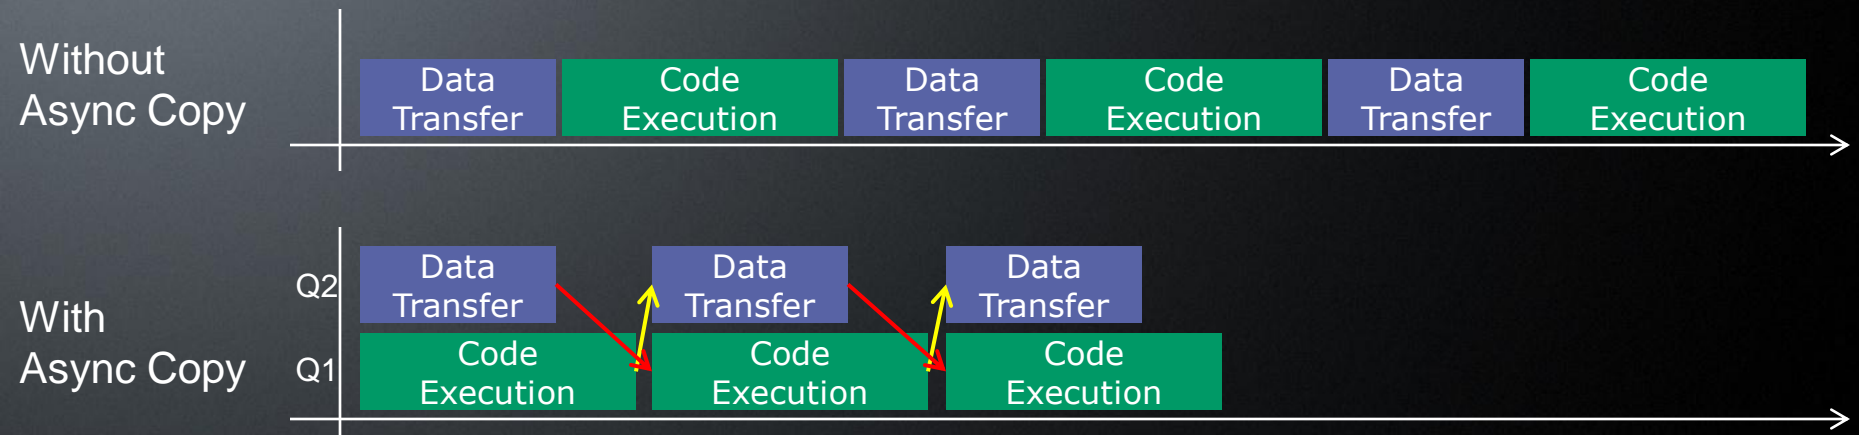 Without
Async Copy
Data
Transfer
Code
Execution
Data
Transfer
Code
Execution
Data
Transfer
Code
Execution
With
Async Copy
Q2
Data
Transfer
Data
Transfer
Data
Transfer
Q1
Code
Execution
Code
Execution
Code
Execution